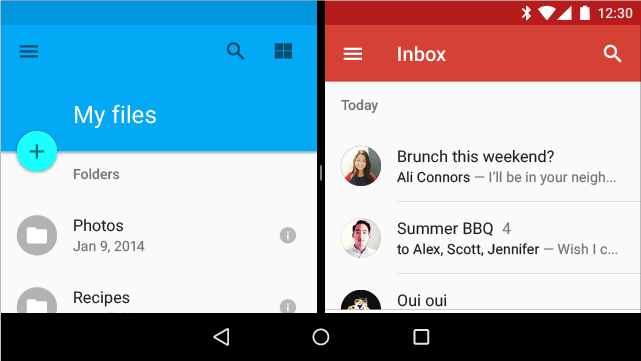 12:30
My files
Folders
Photos
Jan 9, 2014
Recipes
Inbox
Today
Brunch this weekend?
Ali Connors — I'll be in your neigh...
Summer BBQ 4
to Alex, Scott, Jennifer — Wish I c...
Oui oui